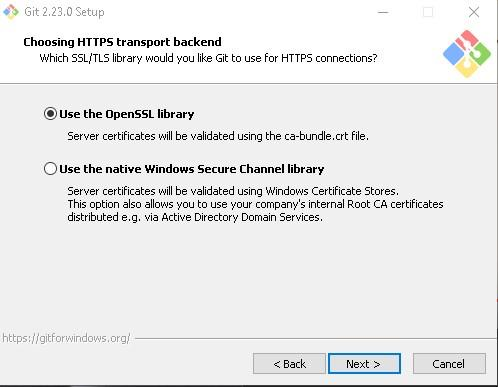 Git 2.23.0 Setup
Choosing HTTPS transport backend
Which SSL/TLS library would you like Git to use for HTTPS connections?
Use the OpenSSL library
Server certificates will be validated using the ca-bundle.crt file.
Use the native Windows Secure Channel library
Server certificates will be validated using Windows Certificate Stores.
This option also allows you to use your company's internal Root CA certificates
distributed e.g. via Active Directory Domain Services.
https://gitforwindows.org/
< Back
Next >
Cancel